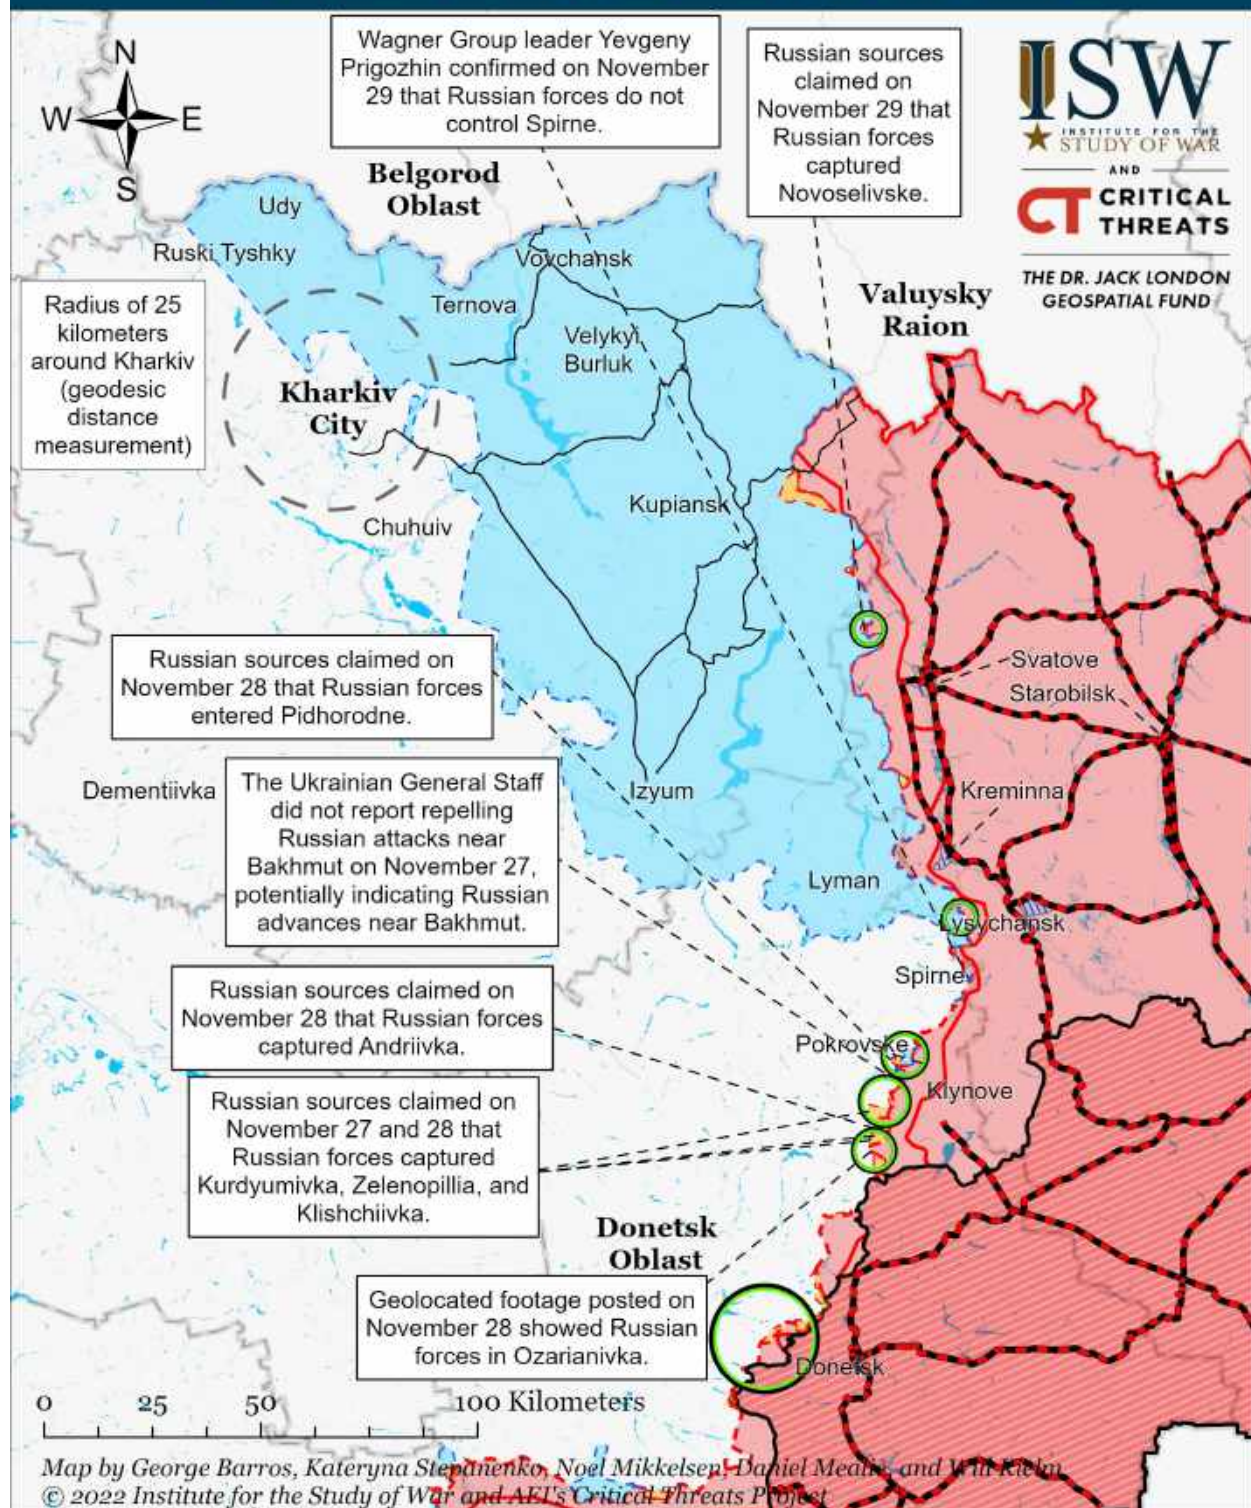 N
W
E
S
Wagner Group leader Yevgeny
Prigozhin confirmed on November
29 that Russian forces do not
control Spirne.
Russian sources
claimed on
November 29 that
Russian forces
captured
Novoselivske.
ISW
INSTITUTE FOR THE
STUDY OF WAR
AND
CT CRITICAL
THREATS
THE DR. JACK LONDON
GEOSPATIAL FUND
Belgorod
Oblast
Udy
Ruski Tyshky
Vovchansk
Ternova
Velykyi
Burluk
Valuysky
Raion
Radius of 25
kilometers
around Kharkiv
(geodesic
distance
measurement)
Kharkiv
City
Kupiansk
Chuhuiv
Russian sources claimed on
November 28 that Russian forces
entered Pidhorodne.
Svatove
Starobilsk
Dementiivka
The Ukrainian General Staff
did not report repelling
Russian attacks near
Bakhmut on November 27,
potentially indicating Russian
advances near Bakhmut.
Izyum
Kreminna
Lyman
Lysychansk
Spirne
Russian sources claimed on
November 28 that Russian forces
captured Andriivka.
Pokrovske
Klynove
Russian sources claimed on
November 27 and 28 that
Russian forces captured
Kurdyumivka, Zelenopillia, and
Klishchiivka.
Donetsk
Oblast
Geolocated footage posted on
November 28 showed Russian
forces in Ozarianivka.
Donetsk
0 25 50 100 Kilometers
Map by George Barros, Kateryna Stepanenko, Noel Mikkelsen, Daniel Mealie, and Will Kielm
© 2022 Institute for the Study of War and AEI's Critical Threats Project